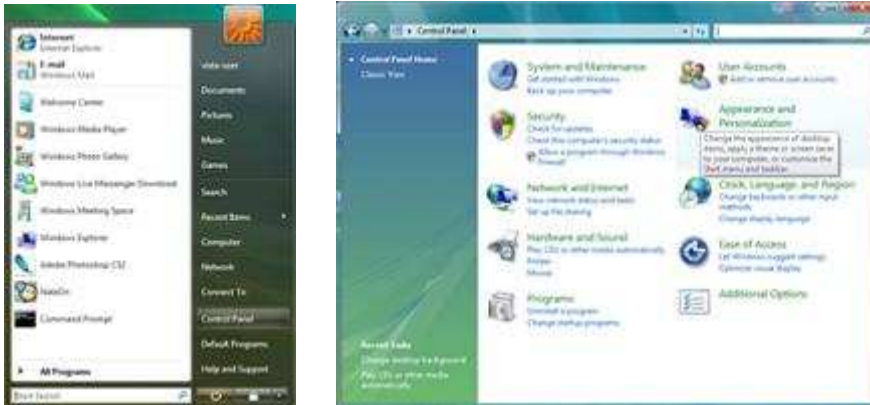 Internet
Internet Explorer
E-mail
Windows Mail
Welcome Center
Windows Media Player
Windows Photo Gallery
Windows Live Messenger Download
Windows Meeting Space
Windows Explorer
Adobe Photoshop CS2
NateOn
Command Prompt
All Programs
Start Search
vista user
Documents
Pictures
Music
Games
Search
Recent Items
Computer
Network
Connect To
Control Panel
Default Programs
Help and Support
Control Panel
Control Panel Home
Classic View
Recent Tasks
Change desktop background
Play CDs or other media
automatically
System and Maintenance
Get started with Windows
Back up your computer
Security
Check for updates
Check this computer's security status
Allow a program through Windows
Firewall
Network and Internet
View network status and tasks
Set up file sharing
Hardware and Sound
Play CDs or other media automatically
Printer
Mouse
Programs
Uninstall a program
Change startup programs
User Accounts
Add or remove user accounts
Appearance and
Personalization
Change the appearance of desktop
items, apply a theme or screen saver
to your computer, or customize the
Start menu and taskbar.
Clock, Language, and Region
Change keyboards or other input
methods
Change display language
Ease of Access
Let Windows suggest settings
Optimize visual display
Additional Options